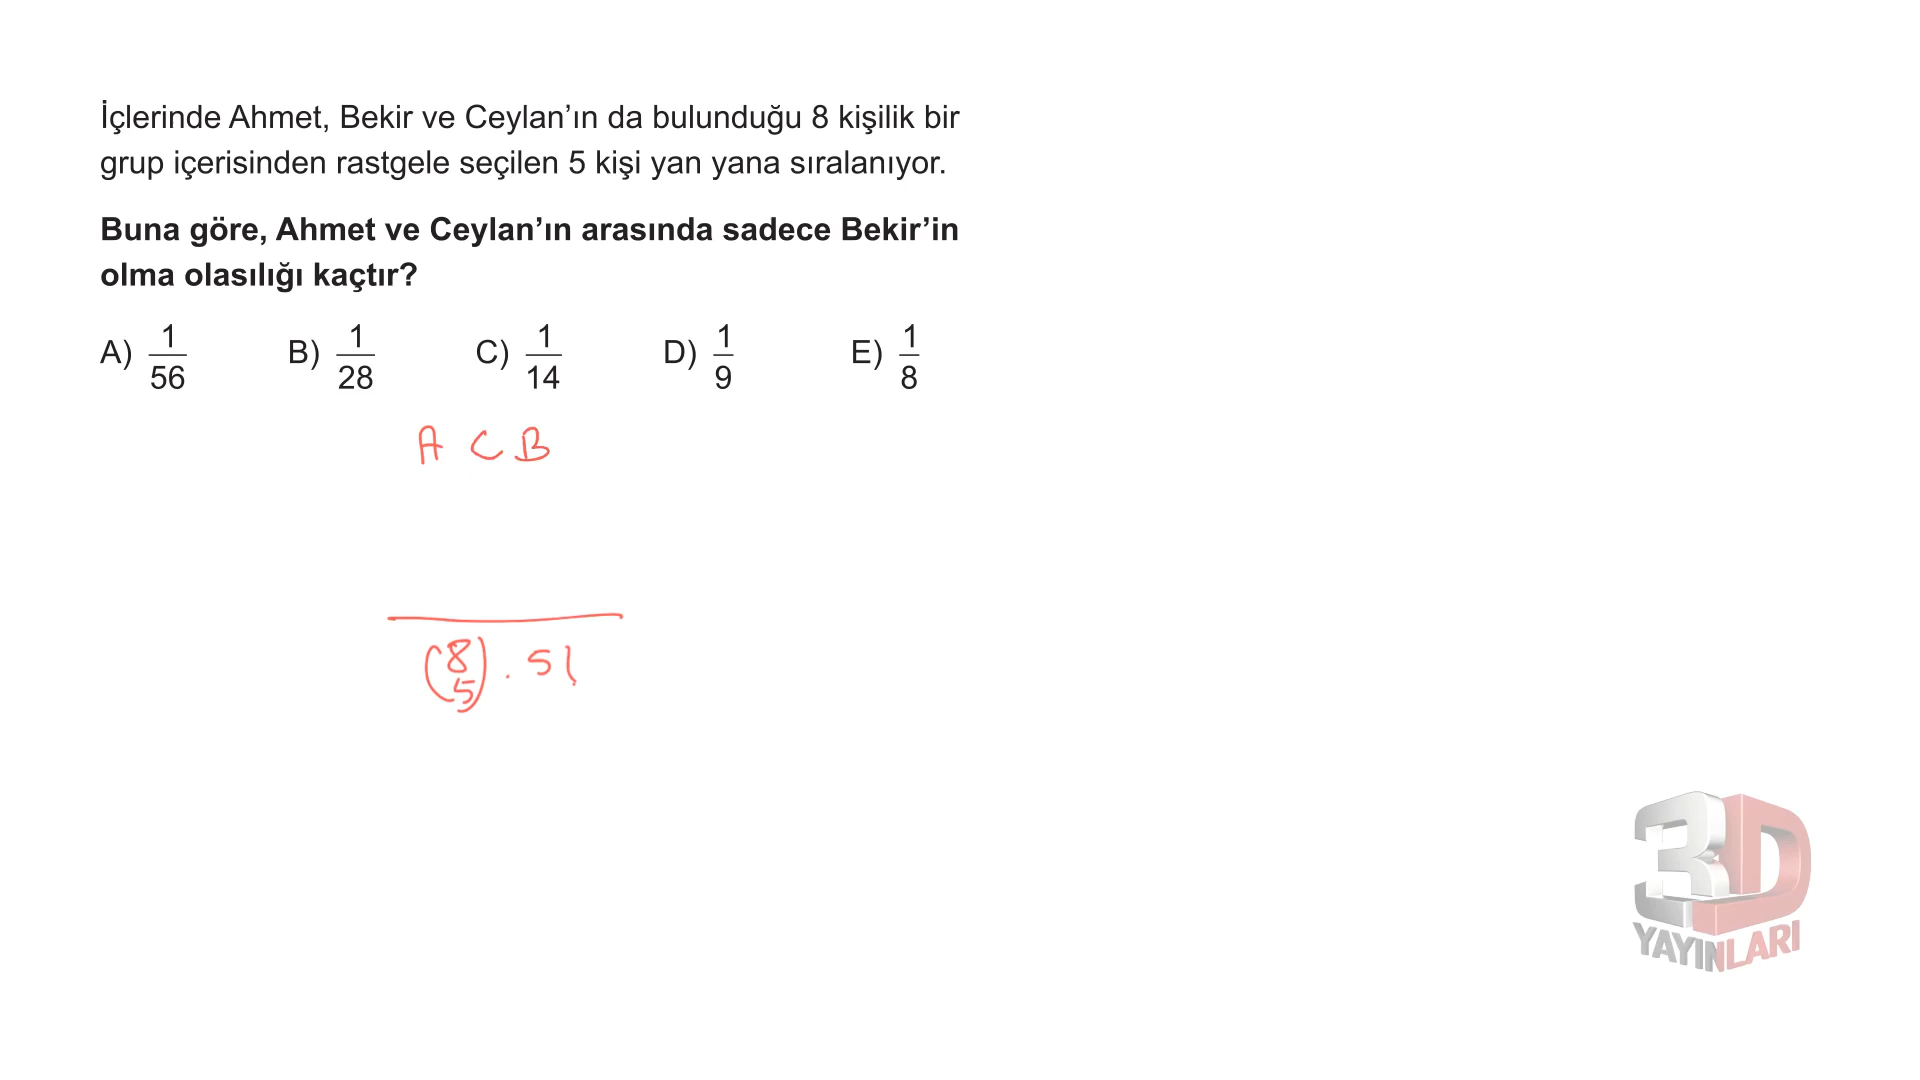 İçlerinde Ahmet, Bekir ve Ceylan’ın da bulunduğu 8 kişilik bir
grup içerisinden rastgele seçilen 5 kişi yan yana sıralanıyor.
Buna göre, Ahmet ve Ceylan’ın arasında sadece Bekir’in
olma olasılığı kaçtır?
A) 1/56 B) 1/28 C) 1/14 D) 1/9 E) 1/8
A C B
(8 5) . 5!
3D
YAYINLARI